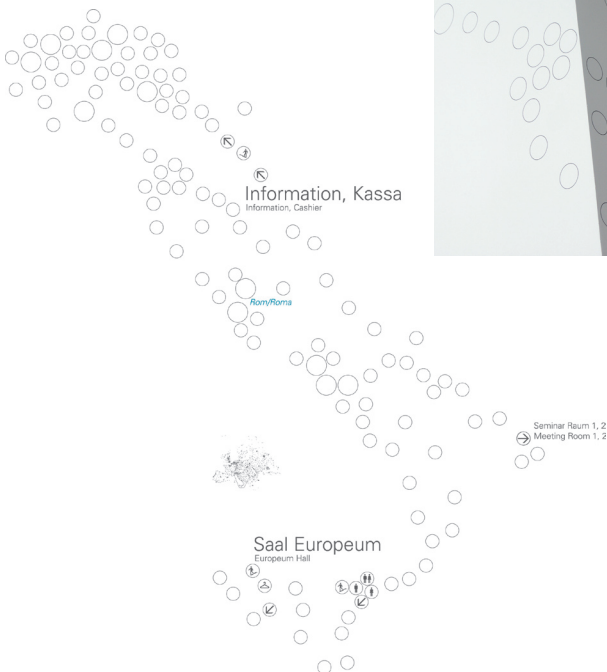 Information, Kassa
Information, Cashier
Rom/Roma
Seminar Raum 1, 2
Meeting Room 1, 2
Saal Europeum
Europeum Hall